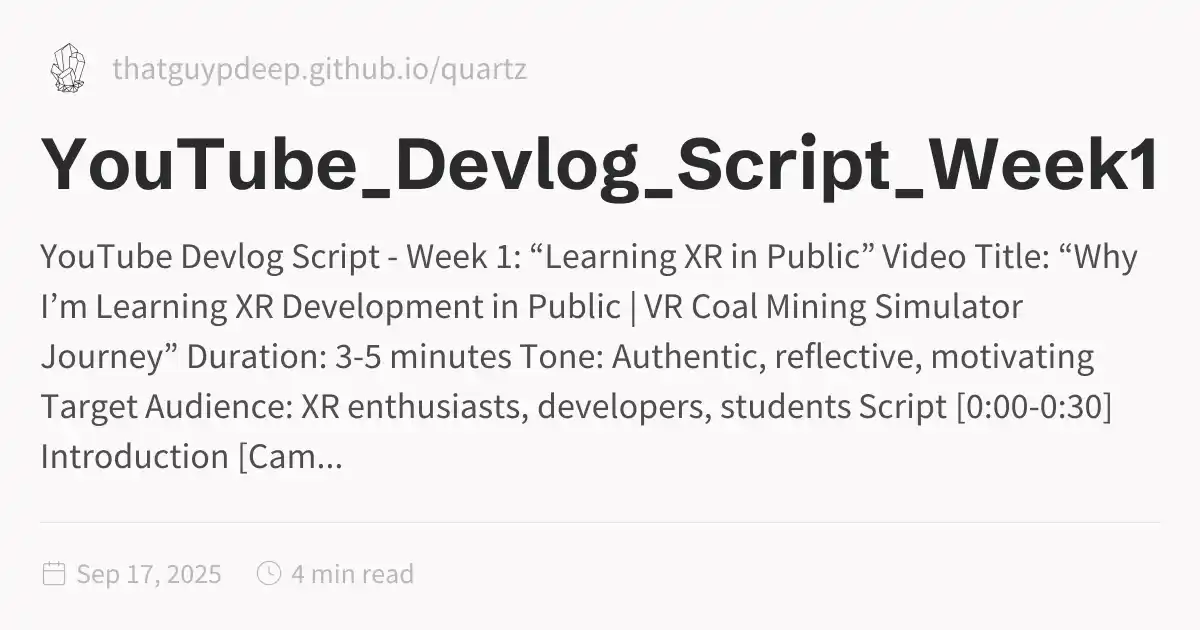 thatguypdeep.github.io/quartz
YouTube_Devlog_Script_Week1
YouTube Devlog Script - Week 1: “Learning XR in Public” Video Title: “Why
I’m Learning XR Development in Public | VR Coal Mining Simulator
Journey” Duration: 3-5 minutes Tone: Authentic, reflective, motivating
Target Audience: XR enthusiasts, developers, students Script [0:00-0:30]
Introduction [Cam...
Sep 17, 2025 4 min read